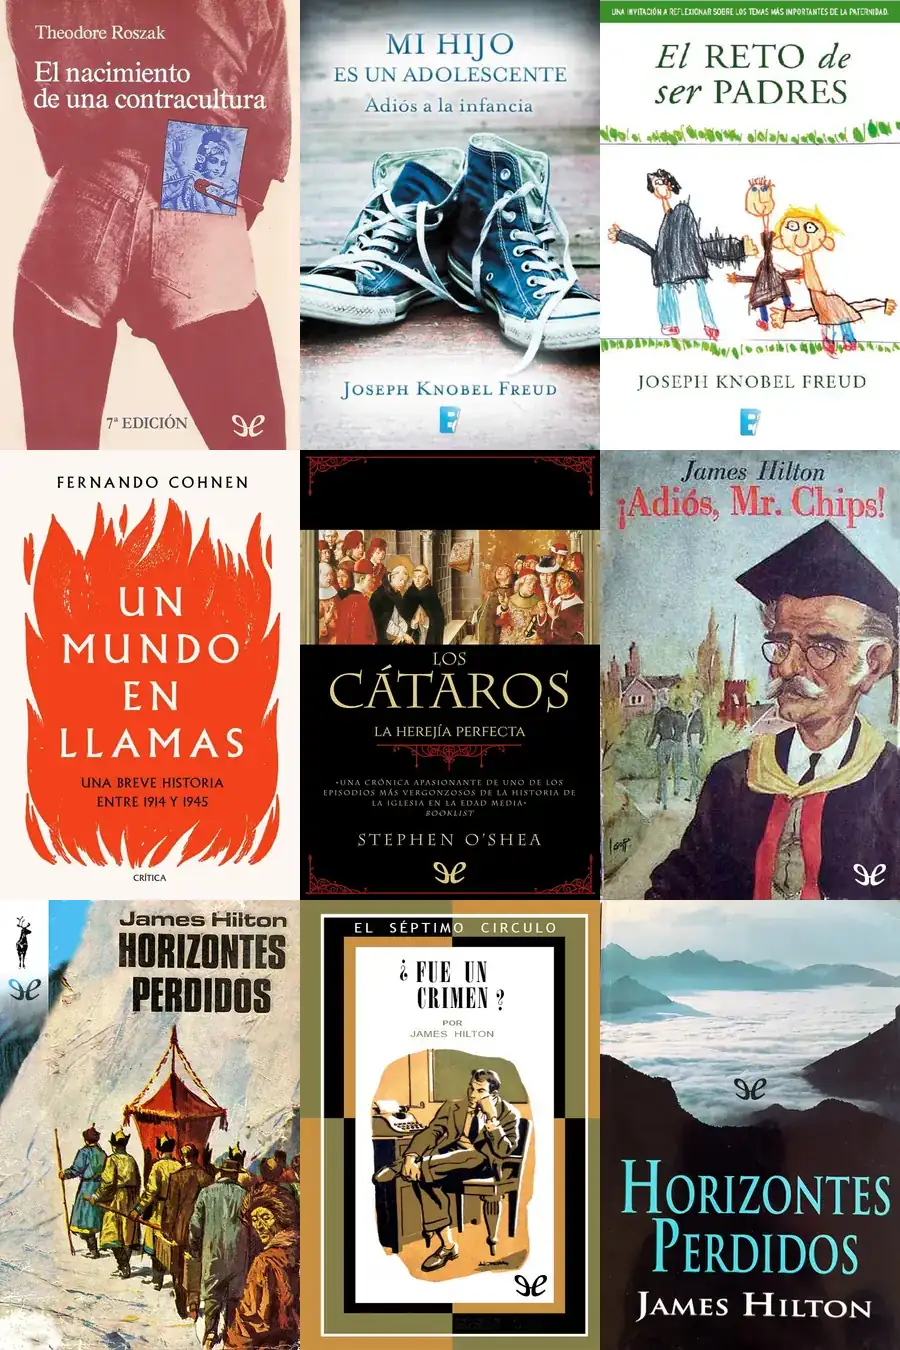 Theodore Roszak
El nacimiento
de una contracultura
7ª EDICIÓN
MI HIJO
ES UN ADOLESCENTE
Adiós a la infancia
JOSEPH KNOBEL FREUD
B
UNA INVITACIÓN A REFLEXIONAR SOBRE LOS TEMAS MÁS IMPORTANTES DE LA PATERNIDAD.
El RETO de
ser PADRES
JOSEPH KNOBEL FREUD
B
FERNANDO COHNEN
UN
MUNDO
EN
LLAMAS
UNA BREVE HISTORIA
ENTRE 1914 Y 1945
CRÍTICA
LOS
CÁTAROS
LA HEREJÍA PERFECTA
«UNA CRÓNICA APASIONANTE DE UNO DE LOS
EPISODIOS MÁS VERGONZOSOS DE LA HISTORIA DE
LA IGLESIA EN LA EDAD MEDIA»
BOOKLIST
STEPHEN O'SHEA
James Hilton
¡Adiós, Mr. Chips!
James Hilton
HORIZONTES
PERDIDOS
EL SÉPTIMO CIRCULO
¿FUE UN
CRIMEN?
POR
JAMES HILTON
HORIZONTES
PERDIDOS
JAMES HILTON